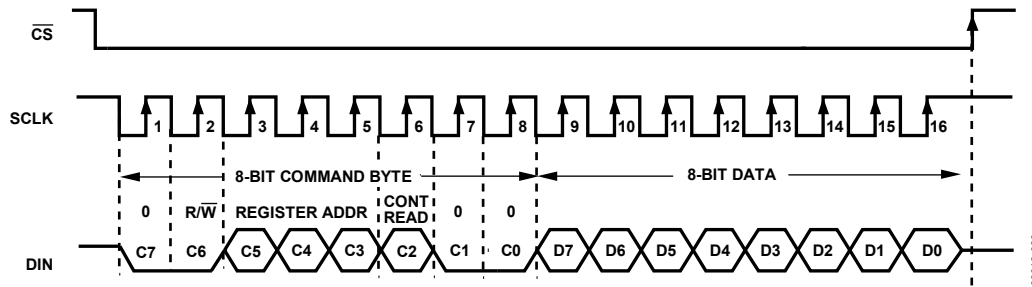 CS
SCLK
1 2 3 4 5 6 7 8 9 10 11 12 13 14 15 16
8-BIT COMMAND BYTE 8-BIT DATA
0 R/W REGISTER ADDR CONT READ 0 0
DIN C7 C6 C5 C4 C3 C2 C1 C0 D7 D6 D5 D4 D3 D2 D1 D0